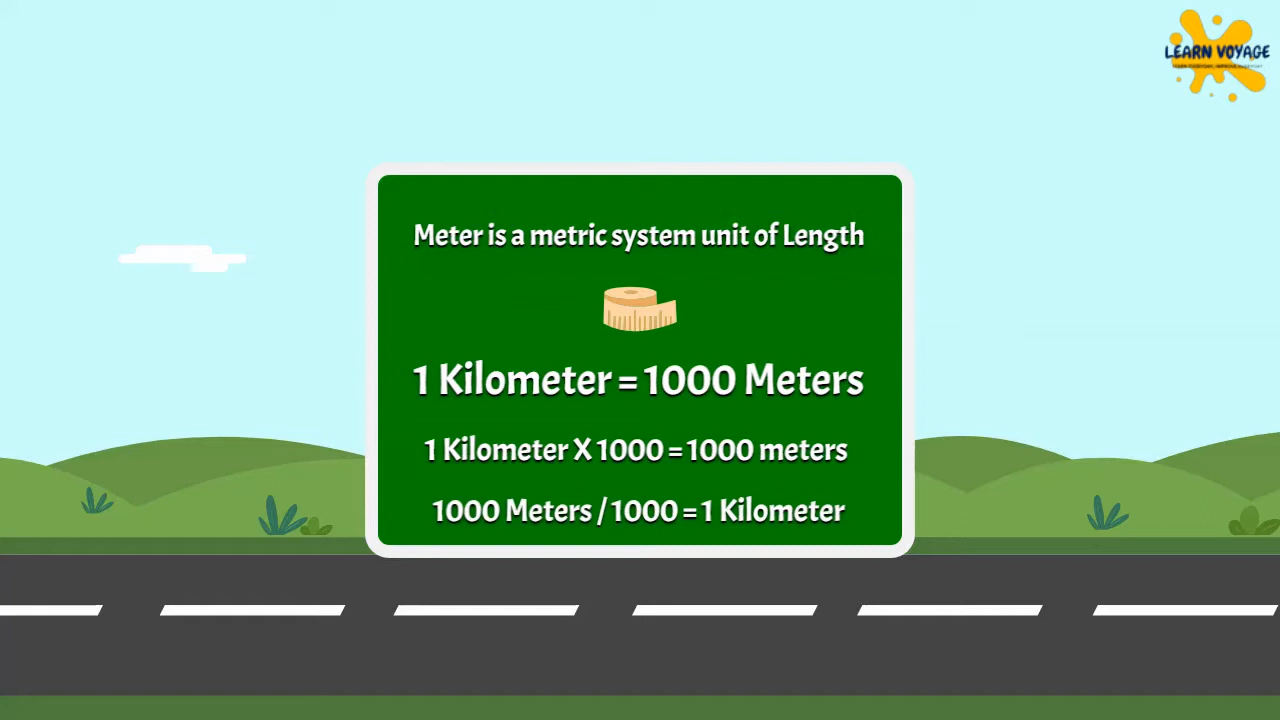 LEARN VOYAGE
Meter is a metric system unit of Length
1 Kilometer = 1000 Meters
1 Kilometer X 1000 = 1000 meters
1000 Meters / 1000 = 1 Kilometer